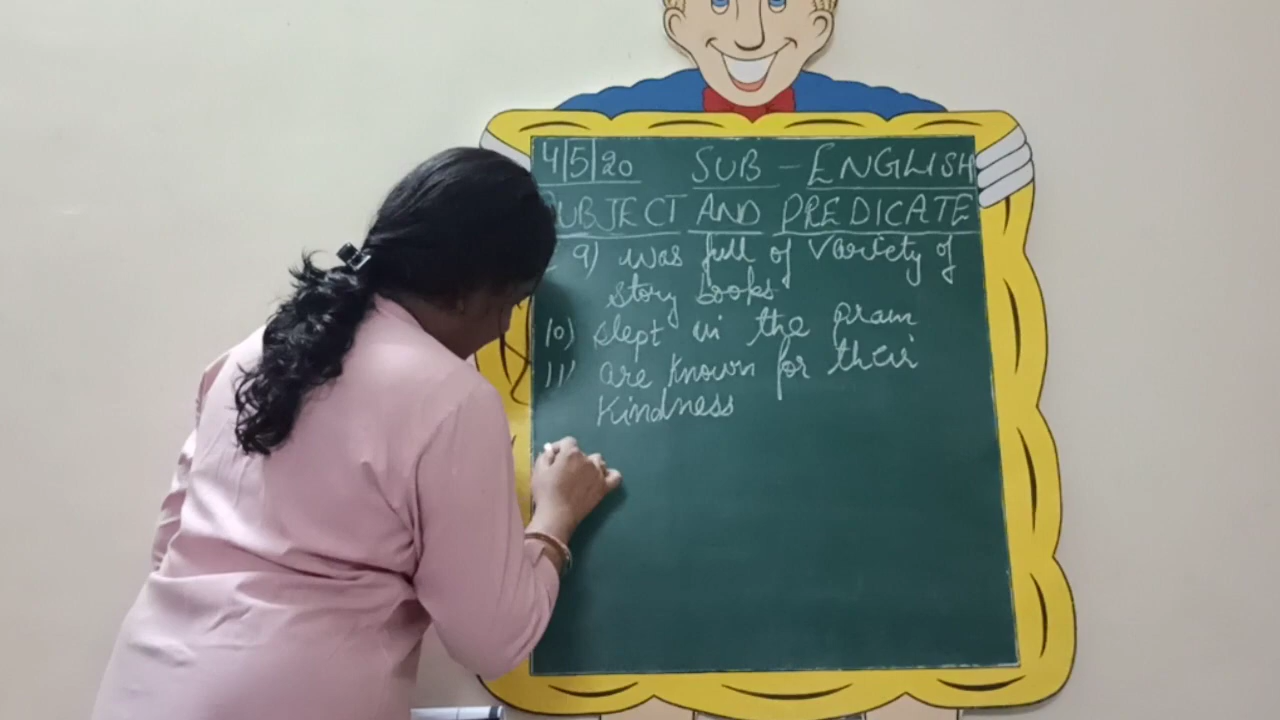 4/5/20 SUB - ENGLISH
SUBJECT AND PREDICATE
9) was full of variety of
story books
10) slept in the pram
11) are known for their
kindness